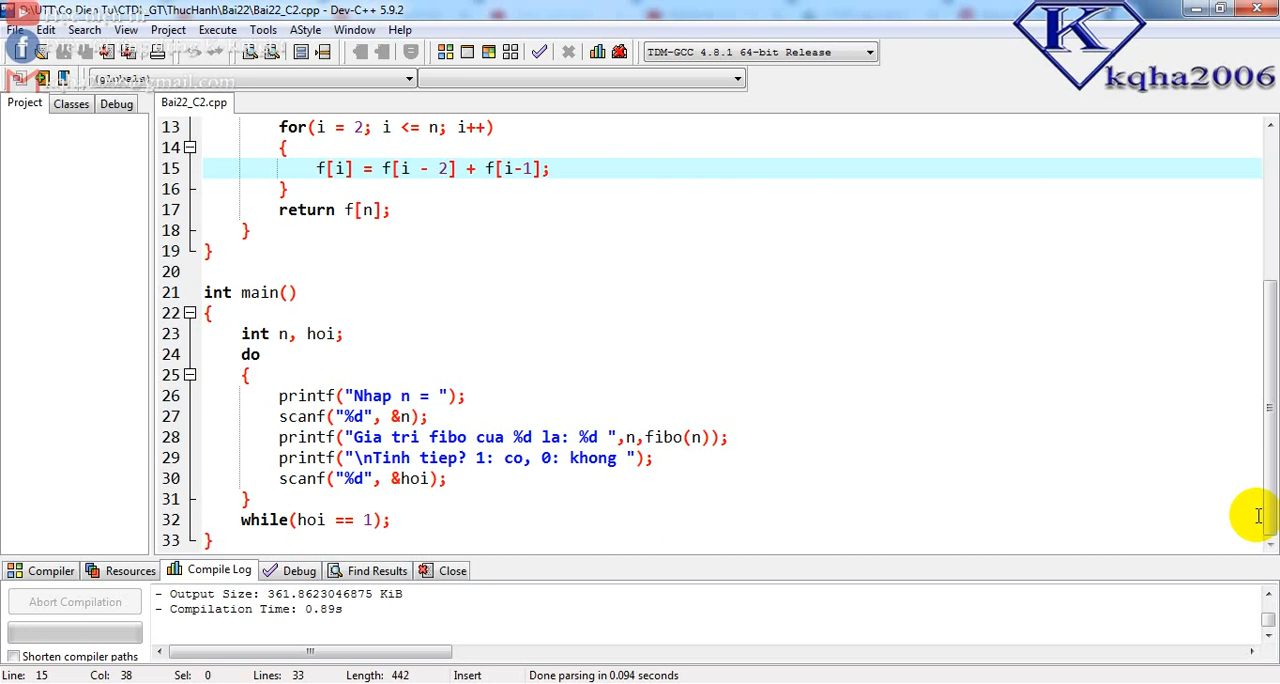 \UTT\Co Dien Tu\CTDL_GT\ThucHanh\Bai22\Bai22_C2.cpp - Dev-C++ 5.9.2
File Edit Search View Project Execute Tools AStyle Window Help
TDM-GCC 4.8.1 64-bit Release
(globals)
kqha2006
Project Classes Debug
Bai22_C2.cpp
13 for(i = 2; i <= n; i++)
14 {
15 f[i] = f[i - 2] + f[i-1];
16 }
17 return f[n];
18 }
19 }
20
21 int main()
22 {
23 int n, hoi;
24 do
25 {
26 printf("Nhap n = ");
27 scanf("%d", &n);
28 printf("Gia tri fibo cua %d la: %d ",n,fibo(n));
29 printf("\nTinh tiep? 1: co, 0: khong ");
30 scanf("%d", &hoi);
31 }
32 while(hoi == 1);
33 }
Compiler Resources Compile Log Debug Find Results Close
Abort Compilation
- Output Size: 361.8623046875 KiB
- Compilation Time: 0.89s
Shorten compiler paths
Line: 15 Col: 38 Sel: 0 Lines: 33 Length: 442 Insert Done parsing in 0.094 seconds